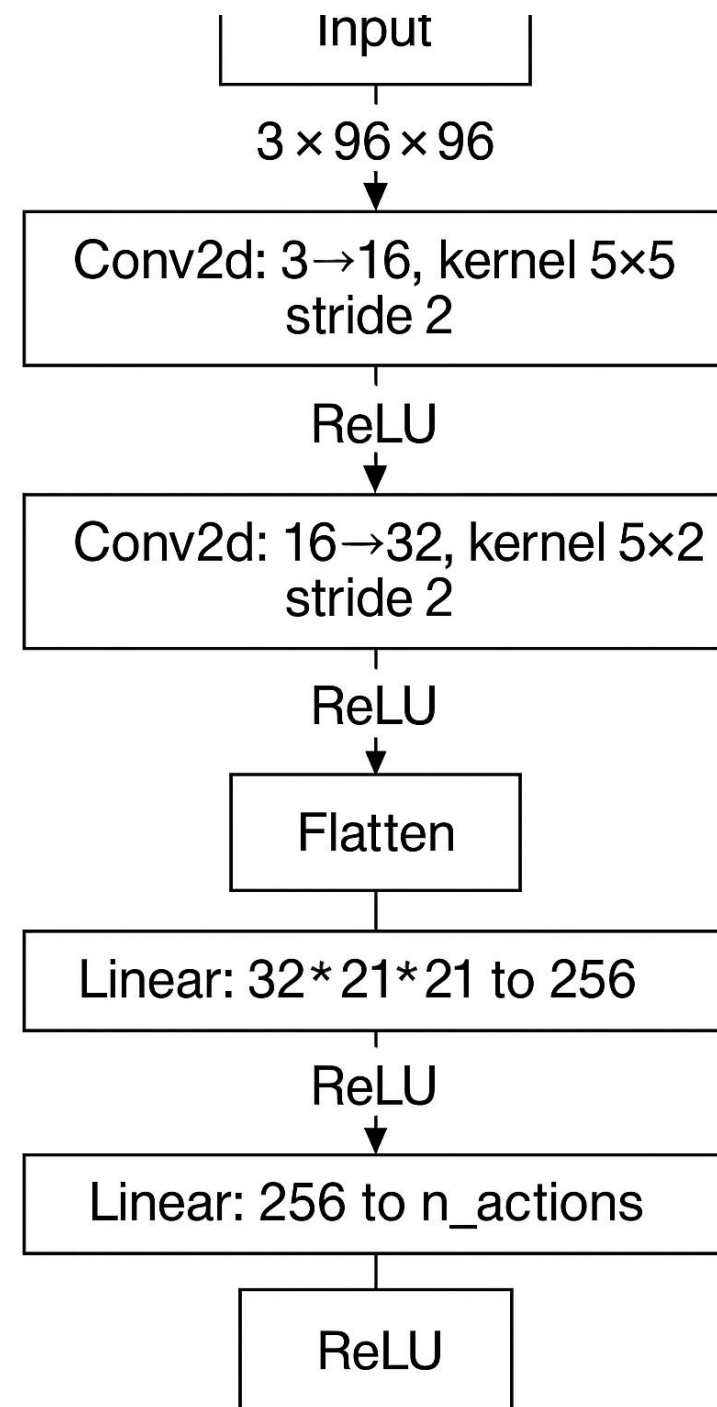 Input
3 × 96 × 96
Conv2d: 3→16, kernel 5×5
stride 2
ReLU
Conv2d: 16→32, kernel 5×2
stride 2
ReLU
Flatten
Linear: 32*21*21 to 256
ReLU
Linear: 256 to n_actions
ReLU